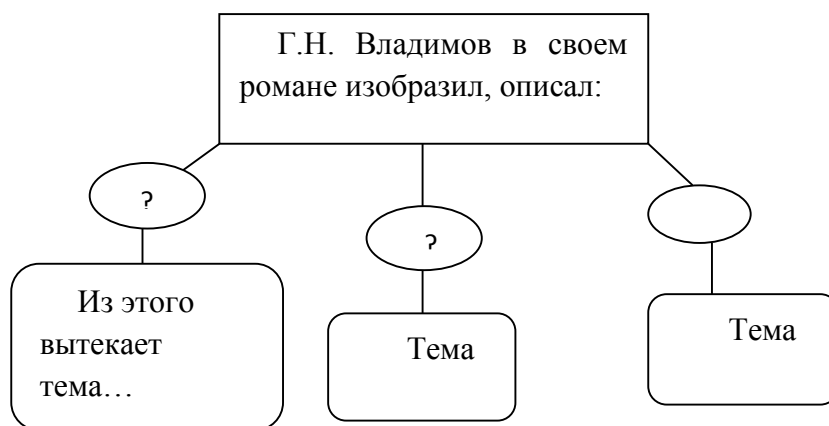 Г.Н. Владимов в своем
романе изобразил, описал:
?
?
Из этого
вытекает
тема…
Тема
Тема